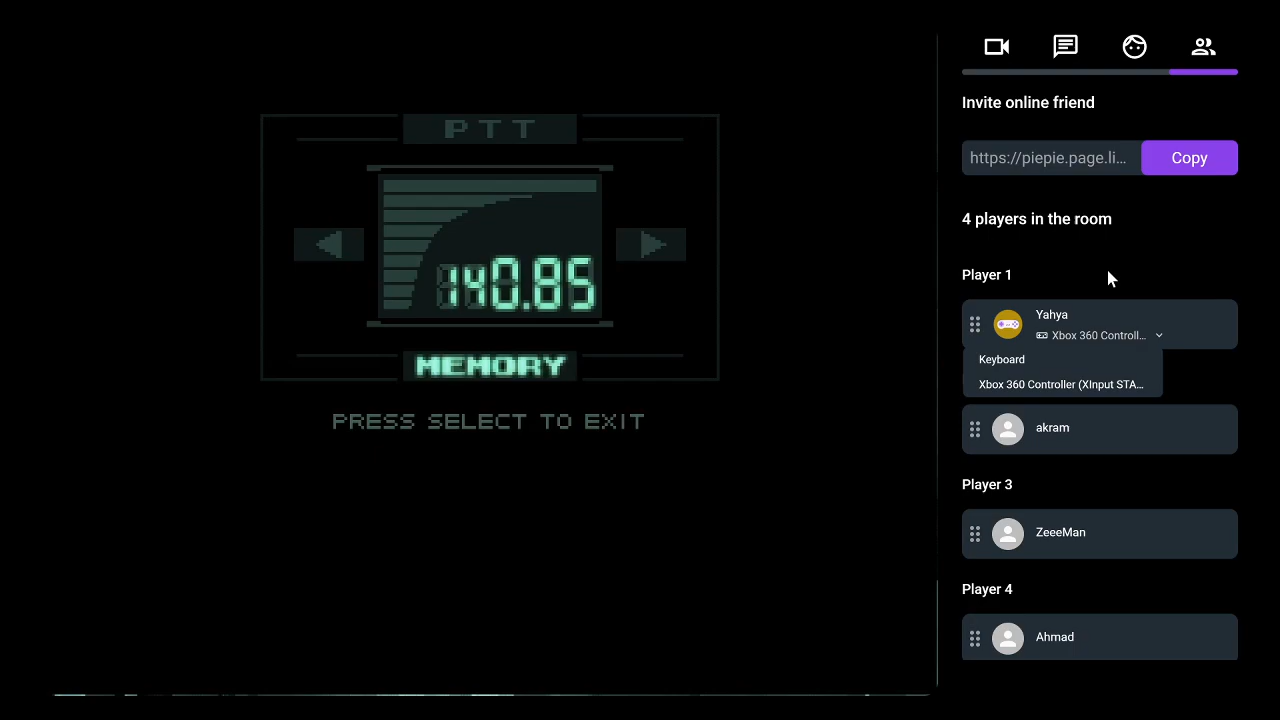 PTT
140.85
MEMORY
PRESS SELECT TO EXIT
Invite online friend
https://piepie.page.li...
Copy
4 players in the room
Player 1
Yahya
Xbox 360 Controll...
Keyboard
Xbox 360 Controller (XInput STA...
akram
Player 3
ZeeeMan
Player 4
Ahmad